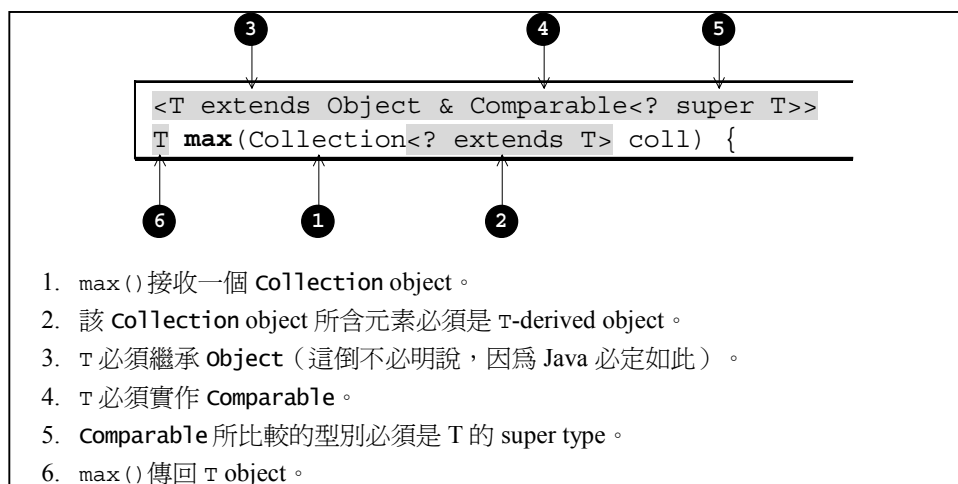 3 4 5
<T extends Object & Comparable<? super T>>
T max(Collection<? extends T> coll) {
6 1 2
1. max()接收一個 Collection object。
2. 該 Collection object 所含元素必須是 T-derived object。
3. T 必須繼承 Object（這倒不必明說，因爲 Java 必定如此）。
4. T 必須實作 Comparable。
5. Comparable 所比較的型別必須是 T 的 super type。
6. max()傳回 T object。